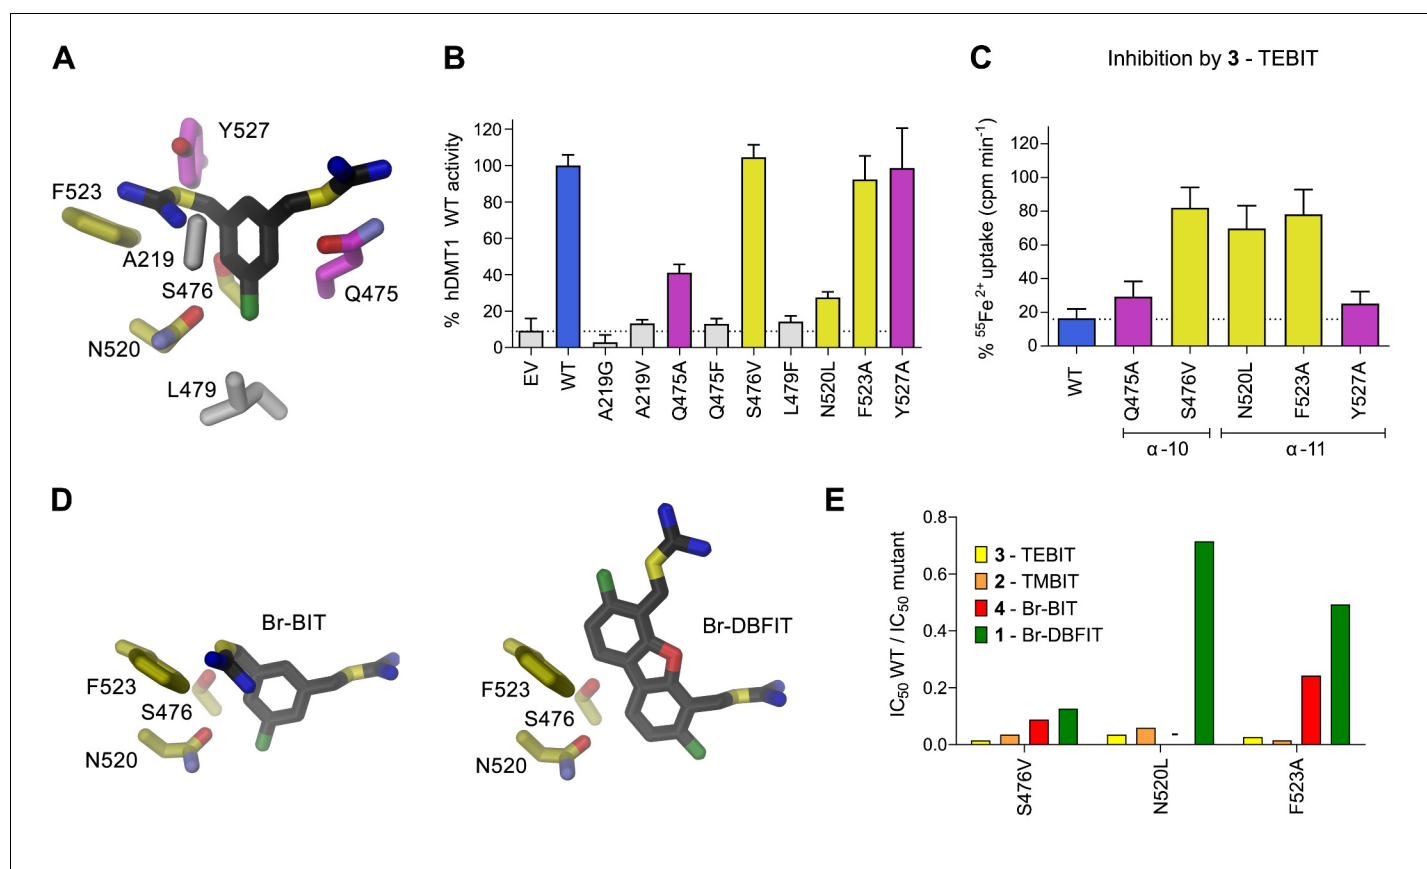 A
Y527
F523
A219
S476
Q475
N520
L479
B
% hDMT1 WT activity
120
100
80
60
40
20
0
EV
WT
A219G
A219V
Q475A
Q475F
S476V
L479F
N520L
F523A
Y527A
C
Inhibition by 3 - TEBIT
% ⁵⁵Fe²⁺ uptake (cpm min⁻¹)
120
100
80
60
40
20
0
WT
Q475A
S476V
N520L
F523A
Y527A
α-10
α-11
D
Br-BIT
F523
S476
N520
Br-DBFIT
F523
S476
N520
E
IC₅₀ WT / IC₅₀ mutant
0.8
0.6
0.4
0.2
0.0
3 - TEBIT
2 - TMBIT
4 - Br-BIT
1 - Br-DBFIT
-
S476V
N520L
F523A